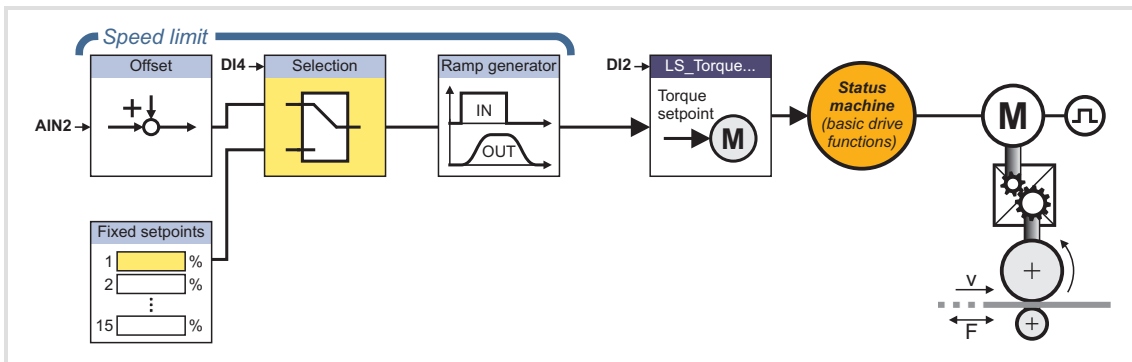 Speed limit
Offset
DI4
Selection
Ramp generator
DI2
LS_Torque...
+
AIN2
IN
OUT
Torque
setpoint
M
Status
machine
(basic drive
functions)
M
Fixed setpoints
1 %
2 %
⋮
15 %
+
v
F
+